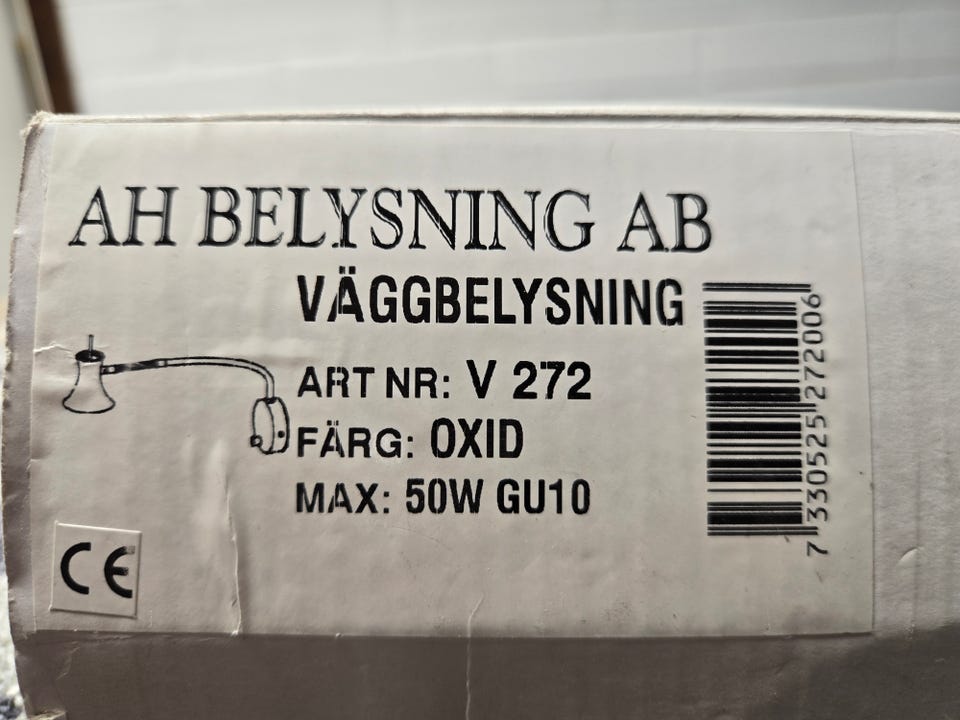 AH BELYSNING AB
VÄGGBELYSNING
ART NR: V 272
FÄRG: OXID
MAX: 50W GU10
CE
7 330525 272006